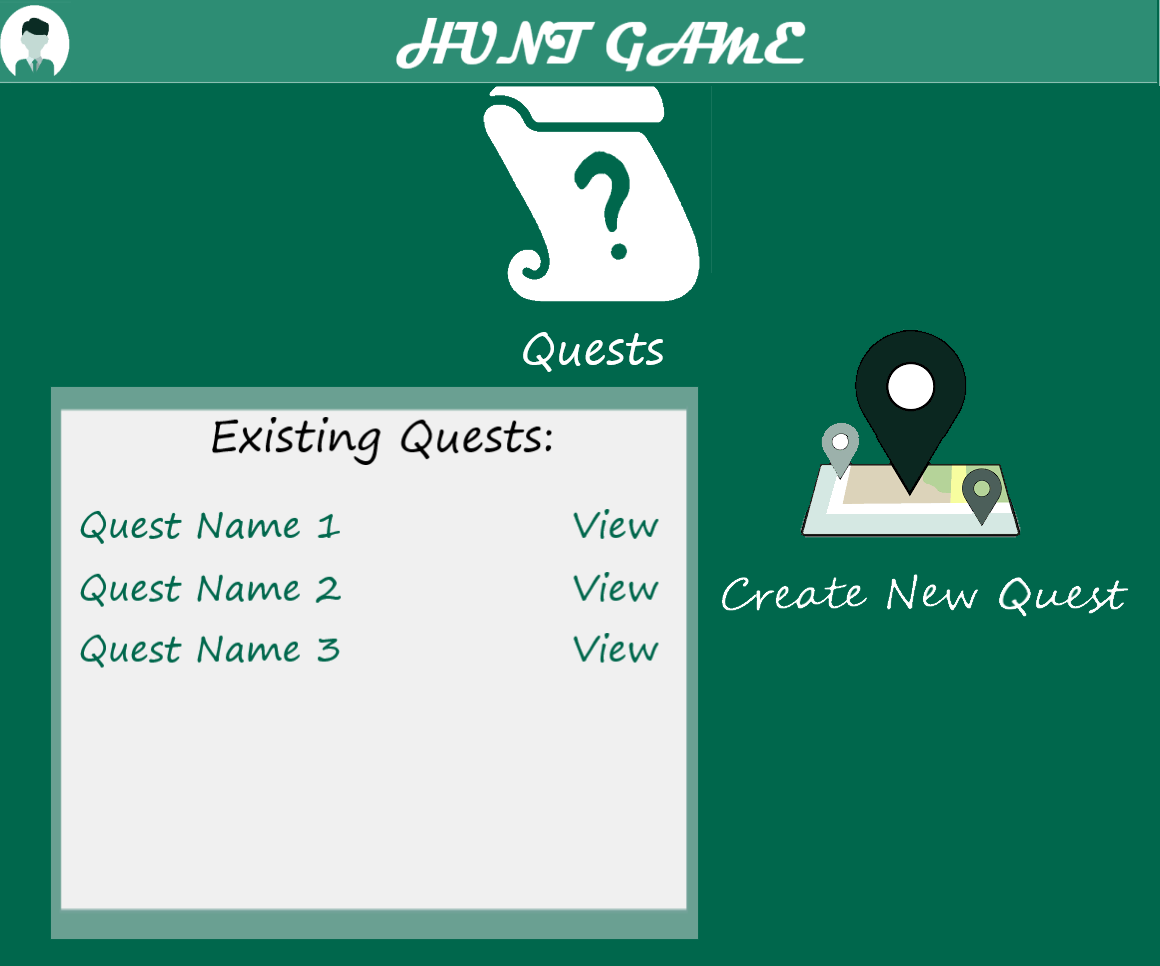 HUNT GAME
?
Quests
Existing Quests:
Quest Name 1 View
Quest Name 2 View
Quest Name 3 View
Create New Quest